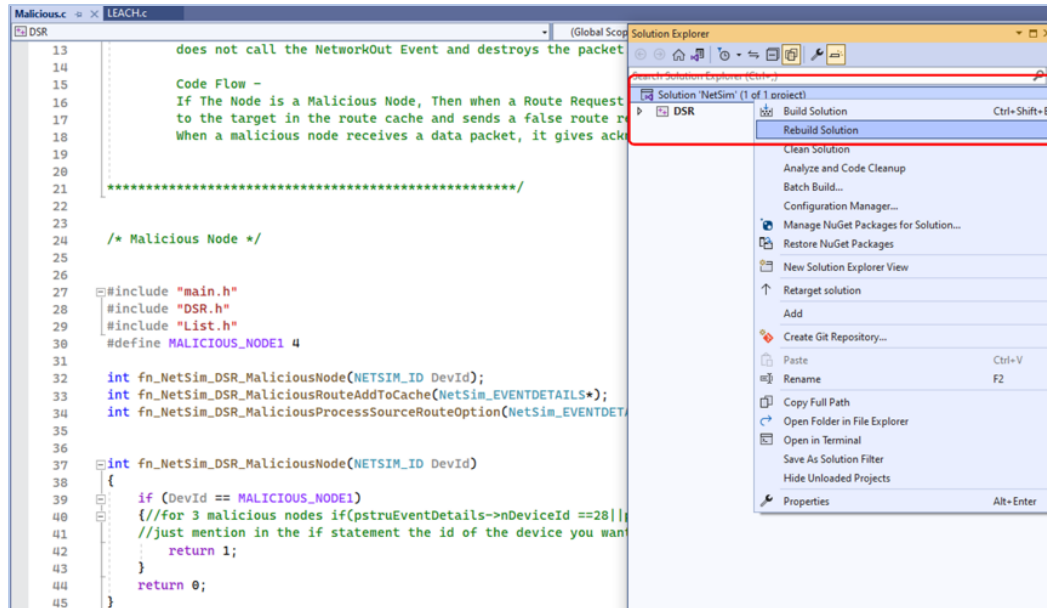 Malicious.c
LEACH.c
DSR
(Global Scop
13 does not call the NetworkOut Event and destroys the packet
14
15 Code Flow -
16 If The Node is a Malicious Node, Then when a Route Request
17 to the target in the route cache and sends a false route re
18 When a malicious node receives a data packet, it gives ack
19
20
21 *****************************************************/
22
23
24 /* Malicious Node */
25
26
27 #include "main.h"
28 #include "DSR.h"
29 #include "List.h"
30 #define MALICIOUS_NODE1 4
31
32 int fn_NetSim_DSR_MaliciousNode(NETSIM_ID DevId);
33 int fn_NetSim_DSR_MaliciousRouteAddToCache(NetSim_EVENTDETAILS*);
34 int fn_NetSim_DSR_MaliciousProcessSourceRouteOption(NetSim_EVENTDETA
35
36
37 int fn_NetSim_DSR_MaliciousNode(NETSIM_ID DevId)
38 {
39 if (DevId == MALICIOUS_NODE1)
40 {//for 3 malicious nodes if(pstruEventDetails->nDeviceId ==28||
41 //just mention in the if statement the id of the device you wan
42 return 1;
43 }
44 return 0;
45 }
Solution Explorer
Search Solution Explorer (Ctrl+;)
Solution 'NetSim' (1 of 1 project)
DSR
Build Solution Ctrl+Shift+B
Rebuild Solution
Clean Solution
Analyze and Code Cleanup
Batch Build...
Configuration Manager...
Manage NuGet Packages for Solution...
Restore NuGet Packages
New Solution Explorer View
Retarget solution
Add
Create Git Repository...
Paste Ctrl+V
Rename F2
Copy Full Path
Open Folder in File Explorer
Open in Terminal
Save As Solution Filter
Hide Unloaded Projects
Properties Alt+Enter